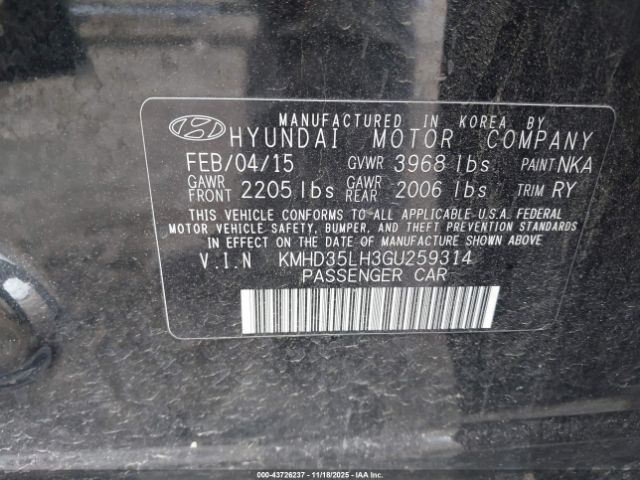 MANUFACTURED IN KOREA BY
HYUNDAI MOTOR COMPANY
FEB/04/15 GVWR 3968 lbs PAINT NKA
GAWR FRONT 2205 lbs GAWR REAR 2006 lbs TRIM RY
THIS VEHICLE CONFORMS TO ALL APPLICABLE U.S.A. FEDERAL
MOTOR VEHICLE SAFETY, BUMPER, AND THEFT PREVENTION STANDARDS
IN EFFECT ON THE DATE OF MANUFACTURE SHOWN ABOVE.
V.I.N KMHD35LH3GU259314
PASSENGER CAR
000-43726237 - 11/18/2025 - IAAI.COM